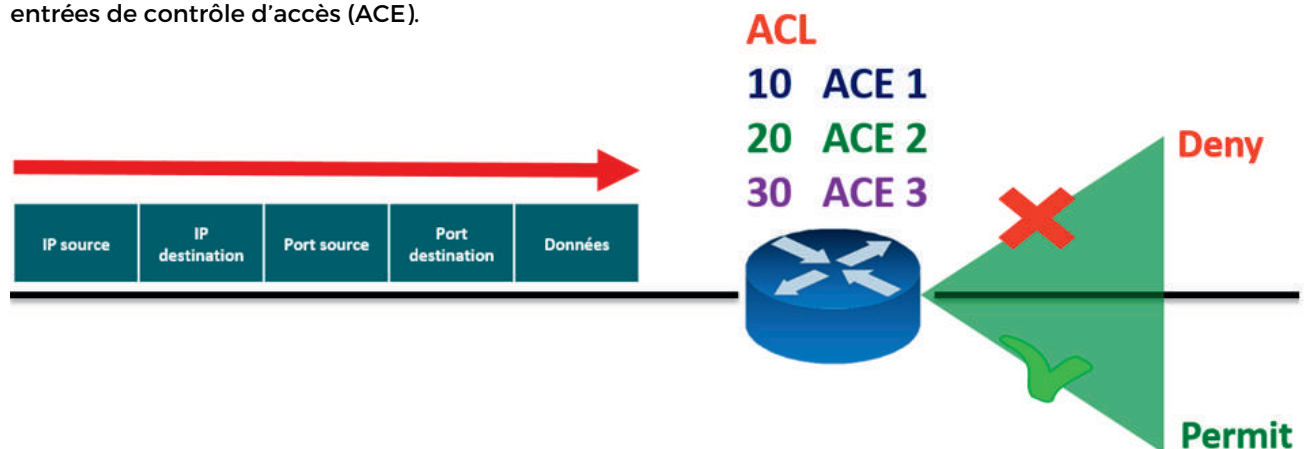 entrées de contrôle d’accès (ACE).
ACL
10 ACE 1
20 ACE 2
30 ACE 3
Deny
IP source
IP
destination
Port source
Port
destination
Données
Permit